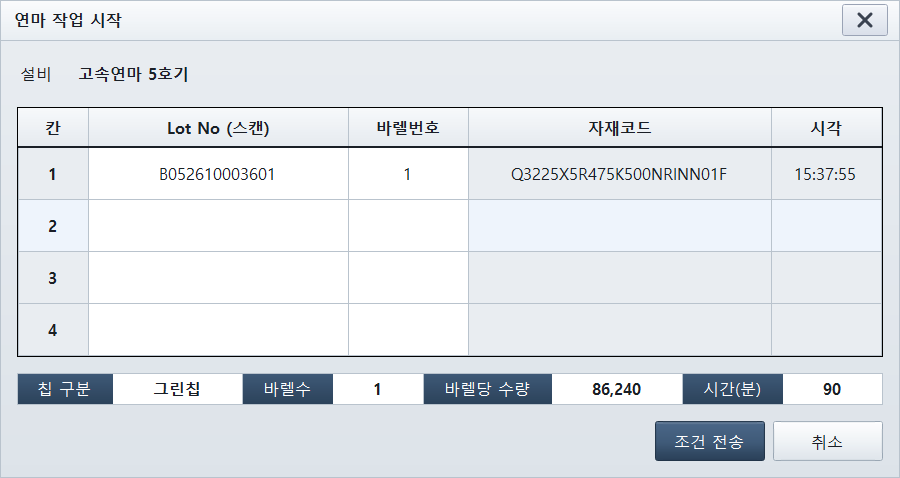 연마 작업 시작
설비 고속연마 5호기
칸 Lot No (스캔) 바렐번호 자재코드 시각
1 B052610003601 1 Q3225X5R475K500NRINN01F 15:37:55
2
3
4
칩 구분 그린칩 바렐수 1 바렐당 수량 86,240 시간(분) 90
조건 전송 취소